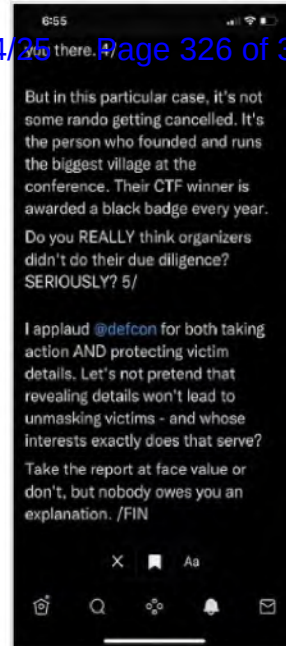 6:55
4/25 Page 326 of 3
you there. 4/
But in this particular case, it's not
some rando getting cancelled. It's
the person who founded and runs
the biggest village at the
conference. Their CTF winner is
awarded a black badge every year.
Do you REALLY think organizers
didn't do their due diligence?
SERIOUSLY? 5/
I applaud @defcon for both taking
action AND protecting victim
details. Let's not pretend that
revealing details won't lead to
unmasking victims - and whose
interests exactly does that serve?
Take the report at face value or
don't, but nobody owes you an
explanation. /FIN
Aa